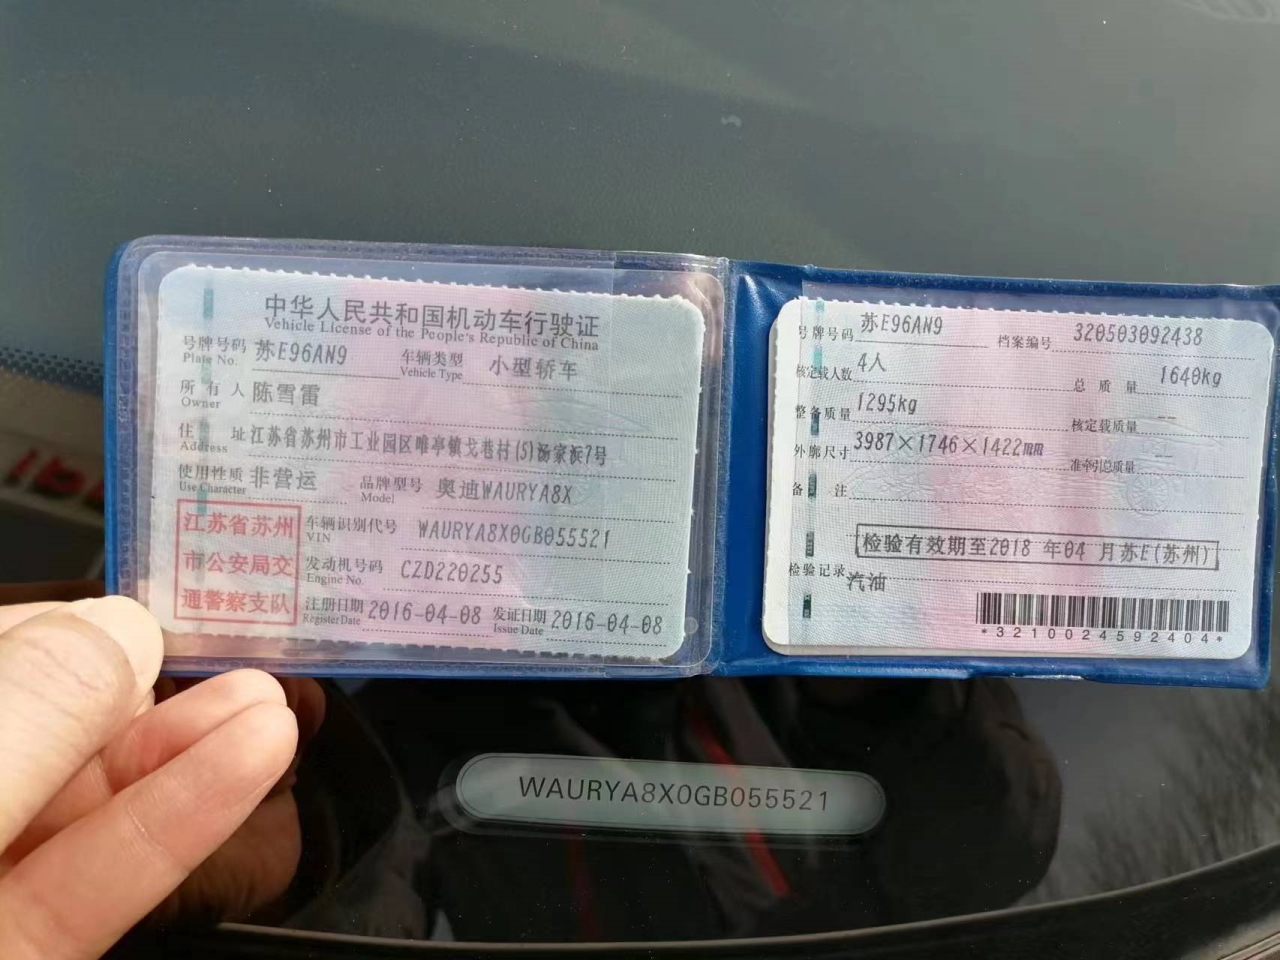 中华人民共和国机动车行驶证
Vehicle License of the People's Republic of China
号牌号码 苏E96AN9 车辆类型 小型轿车
Plate No. Vehicle Type
所有人 陈雪雷
Owner
住址 江苏省苏州市工业园区唯亭镇戈巷村(5)杨家浜7号
Address
使用性质 非营运 品牌型号 奥迪WAURYA8X
Use Character Model
江苏省苏州
市公安局交
通警察支队
车辆识别代号 WAURYA8X0GB055521
VIN
发动机号码 CZD220255
Engine No.
注册日期 2016-04-08 发证日期 2016-04-08
Register Date Issue Date
号牌号码 苏E96AN9 档案编号 320503092438
核定载人数 4人 总质量 1640kg
整备质量 1295kg 核定载质量 --
外廓尺寸 3987×1746×1422mm 准牵引总质量 --
备注
检验有效期至2018 年04 月苏E(苏州)
检验记录 汽油
*3210024592404*
WAURYA8X0GB055521